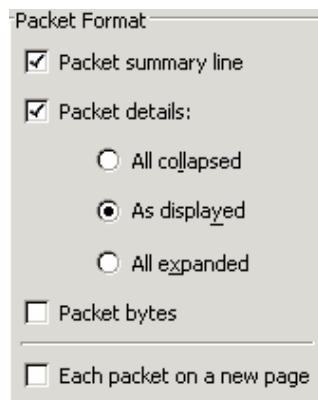 Packet Format
Packet summary line
Packet details:
All collapsed
As displayed
All expanded
Packet bytes
Each packet on a new page